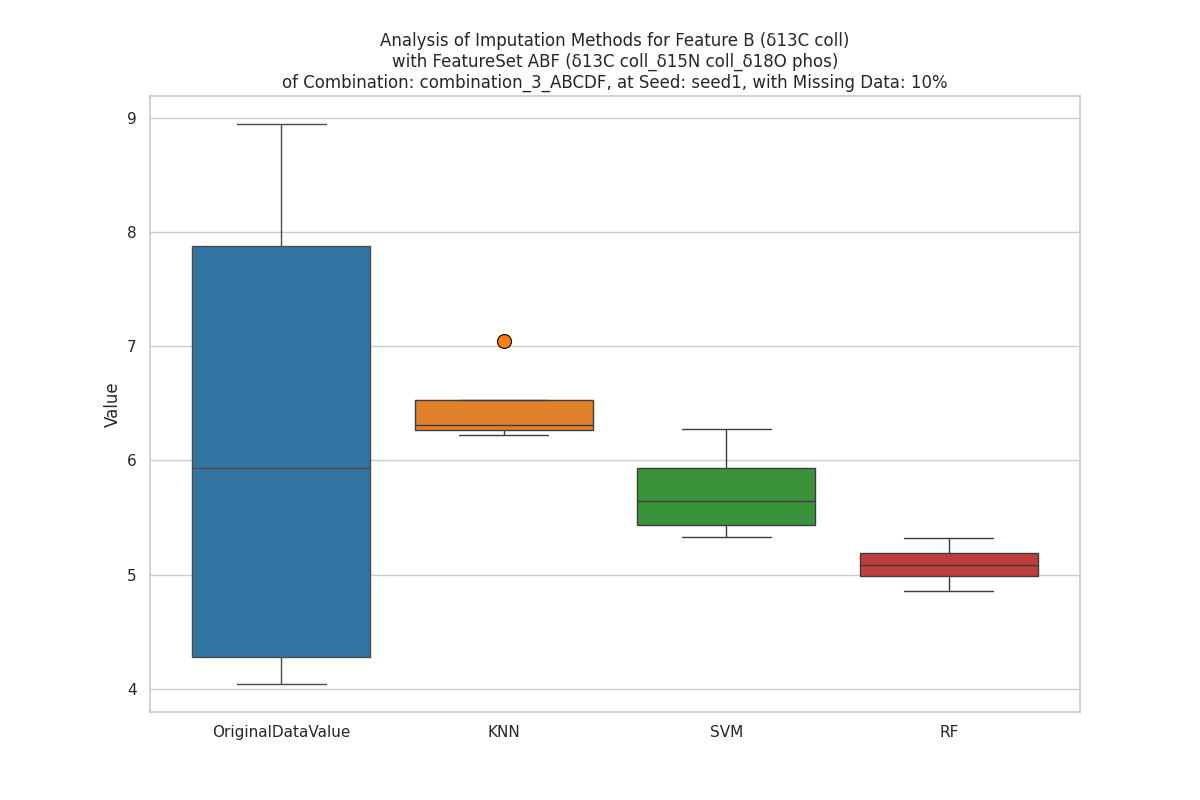 Analysis of Imputation Methods for Feature B (δ13C coll)
with FeatureSet ABF (δ13C coll_δ15N coll_δ18O phos)
of Combination: combination_3_ABCDF, at Seed: seed1, with Missing Data: 10%
9
8
7
6
5
4
Value
OriginalDataValue
KNN
SVM
RF